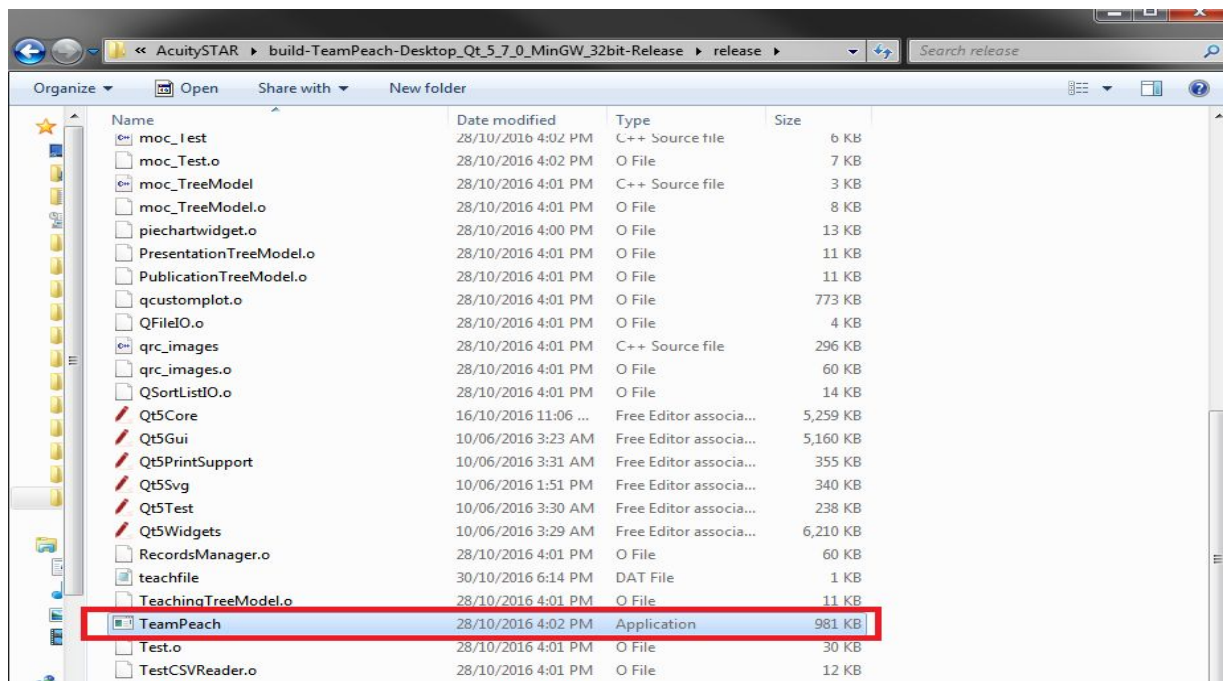 « AcuitySTAR ▸ build-TeamPeach-Desktop_Qt_5_7_0_MinGW_32bit-Release ▸ release ▸ Search release
Organize Open Share with New folder
Name Date modified Type Size
moc_Test 28/10/2016 4:02 PM C++ Source file 6 KB
moc_Test.o 28/10/2016 4:02 PM O File 7 KB
moc_TreeModel 28/10/2016 4:01 PM C++ Source file 3 KB
moc_TreeModel.o 28/10/2016 4:01 PM O File 8 KB
piechartwidget.o 28/10/2016 4:00 PM O File 13 KB
PresentationTreeModel.o 28/10/2016 4:01 PM O File 11 KB
PublicationTreeModel.o 28/10/2016 4:01 PM O File 11 KB
qcustomplot.o 28/10/2016 4:01 PM O File 773 KB
QFileIO.o 28/10/2016 4:01 PM O File 4 KB
qrc_images 28/10/2016 4:01 PM C++ Source file 296 KB
qrc_images.o 28/10/2016 4:01 PM O File 60 KB
QSortListIO.o 28/10/2016 4:01 PM O File 14 KB
Qt5Core 16/10/2016 11:06 ... Free Editor associa... 5,259 KB
Qt5Gui 10/06/2016 3:23 AM Free Editor associa... 5,160 KB
Qt5PrintSupport 10/06/2016 3:31 AM Free Editor associa... 355 KB
Qt5Svg 10/06/2016 1:51 PM Free Editor associa... 340 KB
Qt5Test 10/06/2016 3:30 AM Free Editor associa... 238 KB
Qt5Widgets 10/06/2016 3:29 AM Free Editor associa... 6,210 KB
RecordsManager.o 28/10/2016 4:01 PM O File 60 KB
teachfile 30/10/2016 6:14 PM DAT File 1 KB
TeachingTreeModel.o 28/10/2016 4:01 PM O File 11 KB
TeamPeach 28/10/2016 4:02 PM Application 981 KB
Test.o 28/10/2016 4:01 PM O File 30 KB
TestCSVReader.o 28/10/2016 4:01 PM O File 12 KB